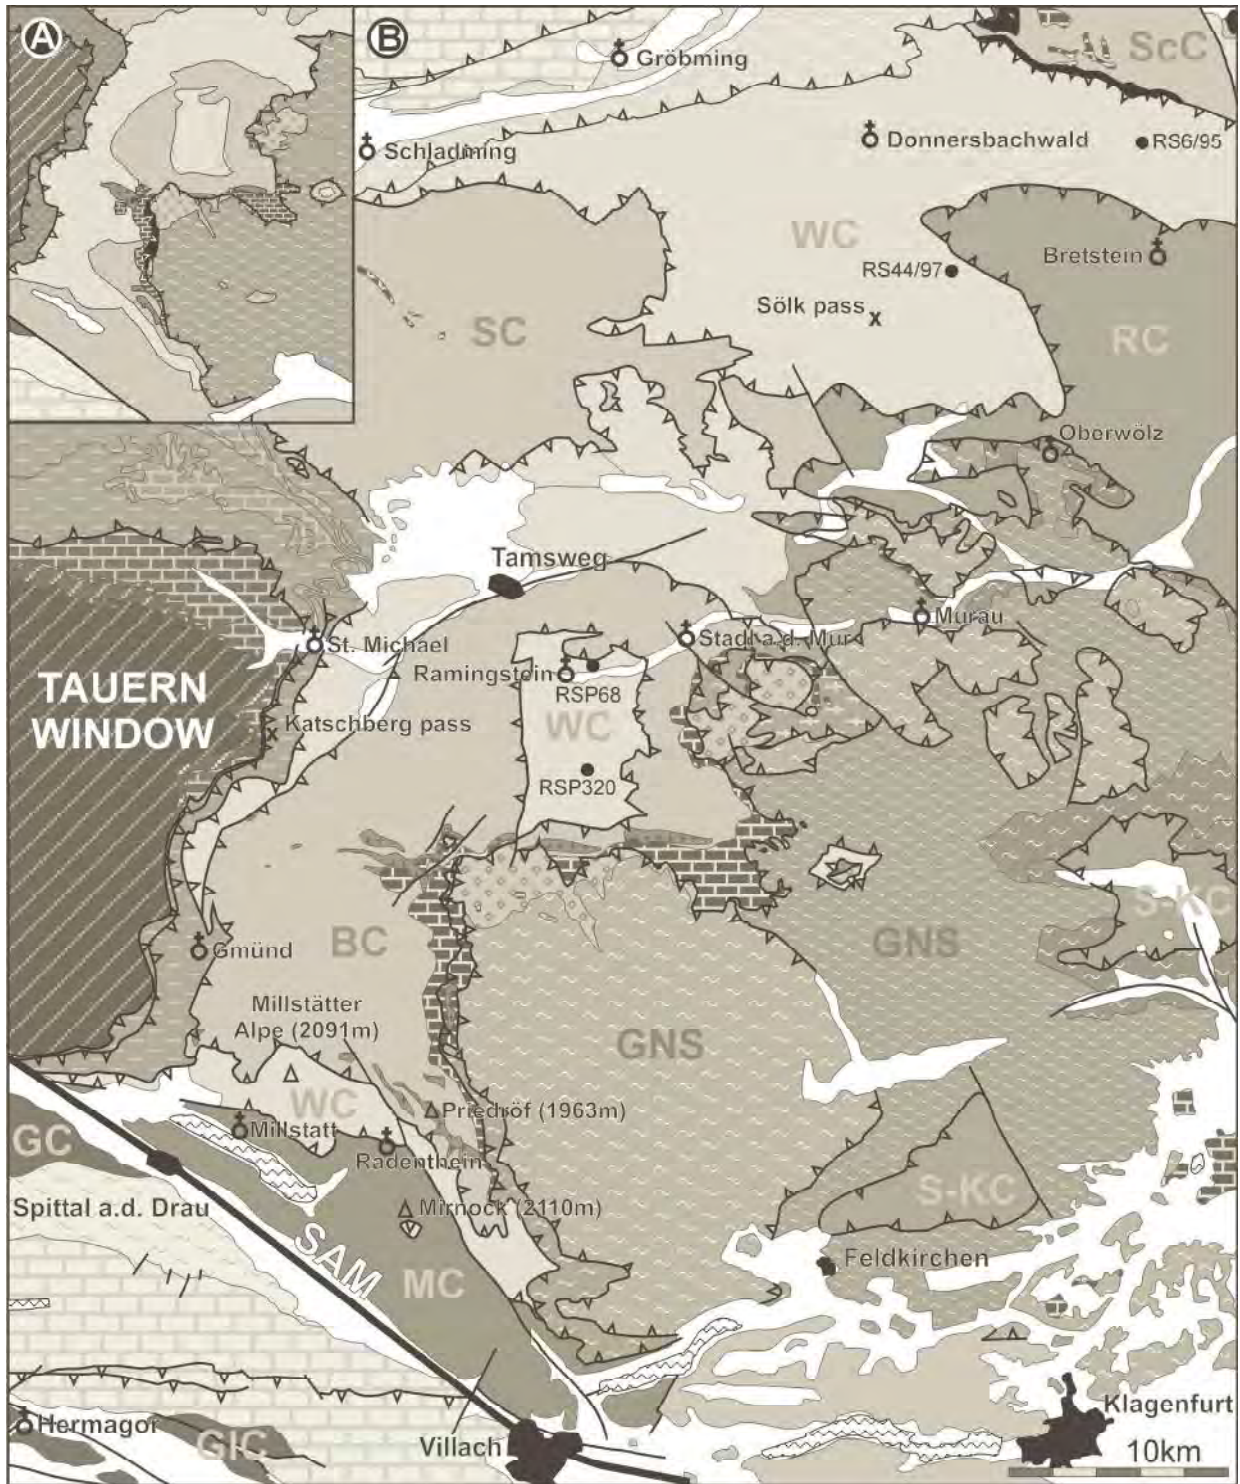 A
B
Gröbming
ScC
Schladming
Donnersbachwald
RS6/95
WC
Bretstein
RS44/97
Sölk pass
SC
RC
Oberwölz
Tamsweg
Murau
St. Michael
Stadl a.d. Mur
Ramingstein
RSP68
TAUERN
WINDOW
Katschberg pass
WC
RSP320
S-KC
BC
GNS
Gmünd
Millstätter
Alpe (2091m)
GNS
WC
Priedröf (1963m)
GC
Millstatt
Radenthein
S-KC
Spittal a.d. Drau
Mirnock (2110m)
SAM
Feldkirchen
MC
Klagenfurt
Hermagor
GIC
Villach
10km